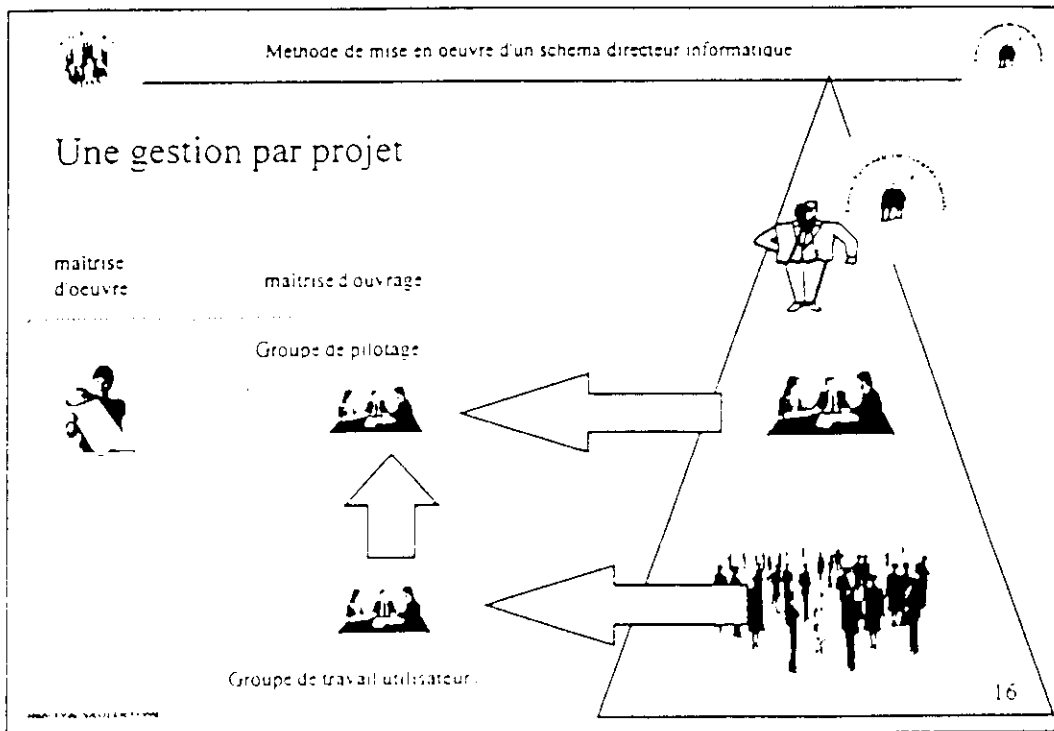 Methode de mise en oeuvre d'un schema directeur informatique
Une gestion par projet
maitrise
d'oeuvre
maitrise d'ouvrage
Groupe de pilotage
Groupe de travail utilisateur
16